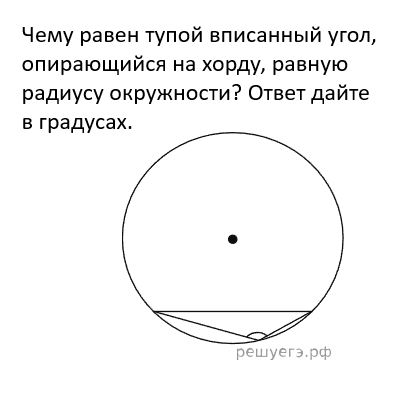 Чему равен тупой вписанный угол,
опирающийся на хорду, равную
радиусу окружности? Ответ дайте
в градусах.
решуегэ.рф